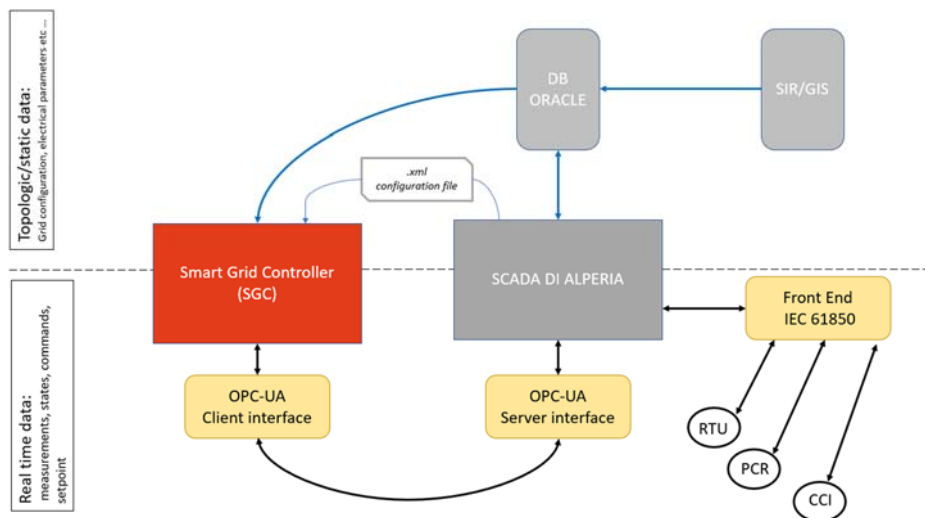 Topologic/static data:
Grid configuration, electrical parameters etc ...
DB
ORACLE
SIR/GIS
.xml
configuration file
Smart Grid Controller
(SGC)
SCADA DI ALPERIA
Front End
IEC 61850
Real time data:
measurements, states, commands,
setpoint
OPC-UA
Client interface
OPC-UA
Server interface
RTU
PCR
CCI